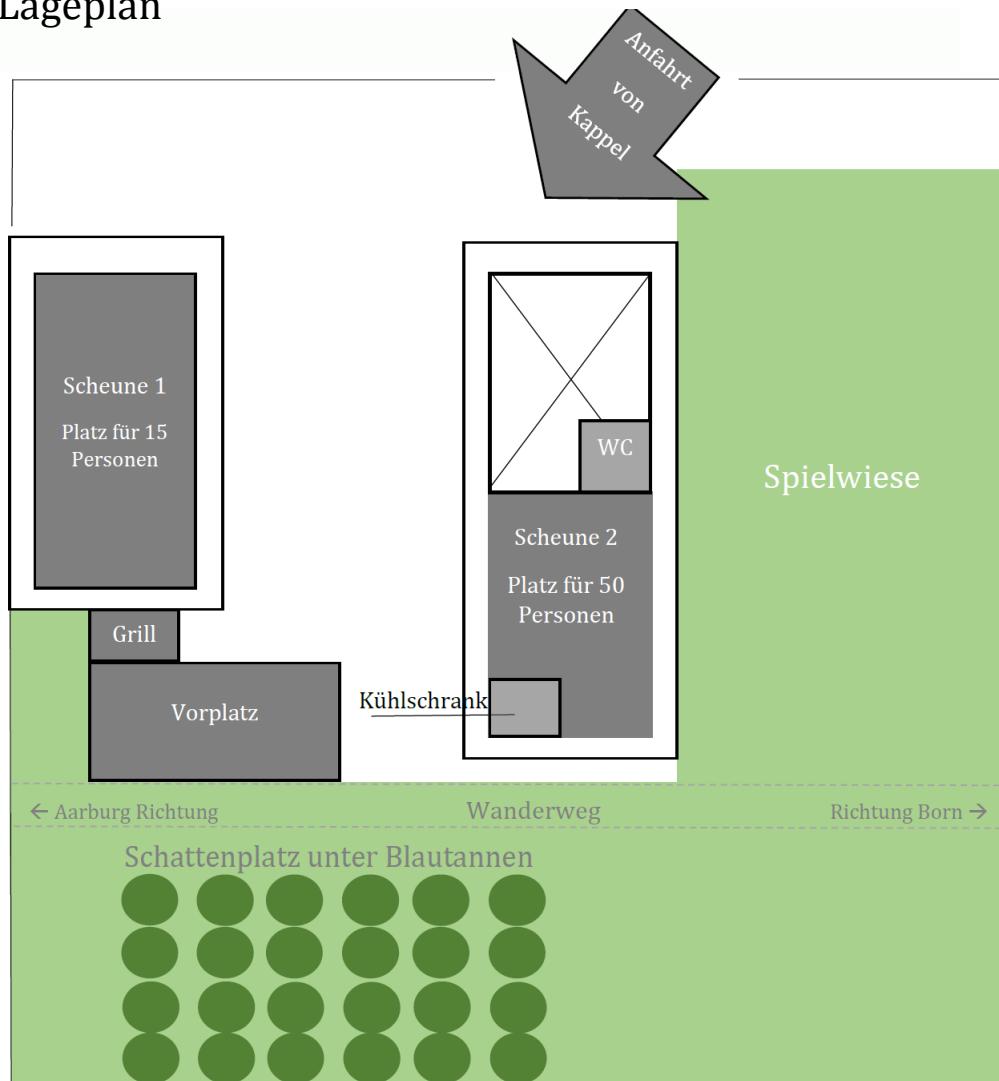 Lageplan
Anfahrt
von
Kappel
Scheune 1
Platz für 15
Personen
WC
Spielwiese
Scheune 2
Platz für 50
Personen
Grill
Vorplatz
Kühlschrank
← Aarburg Richtung
Wanderweg
Richtung Born →
Schattenplatz unter Blautannen